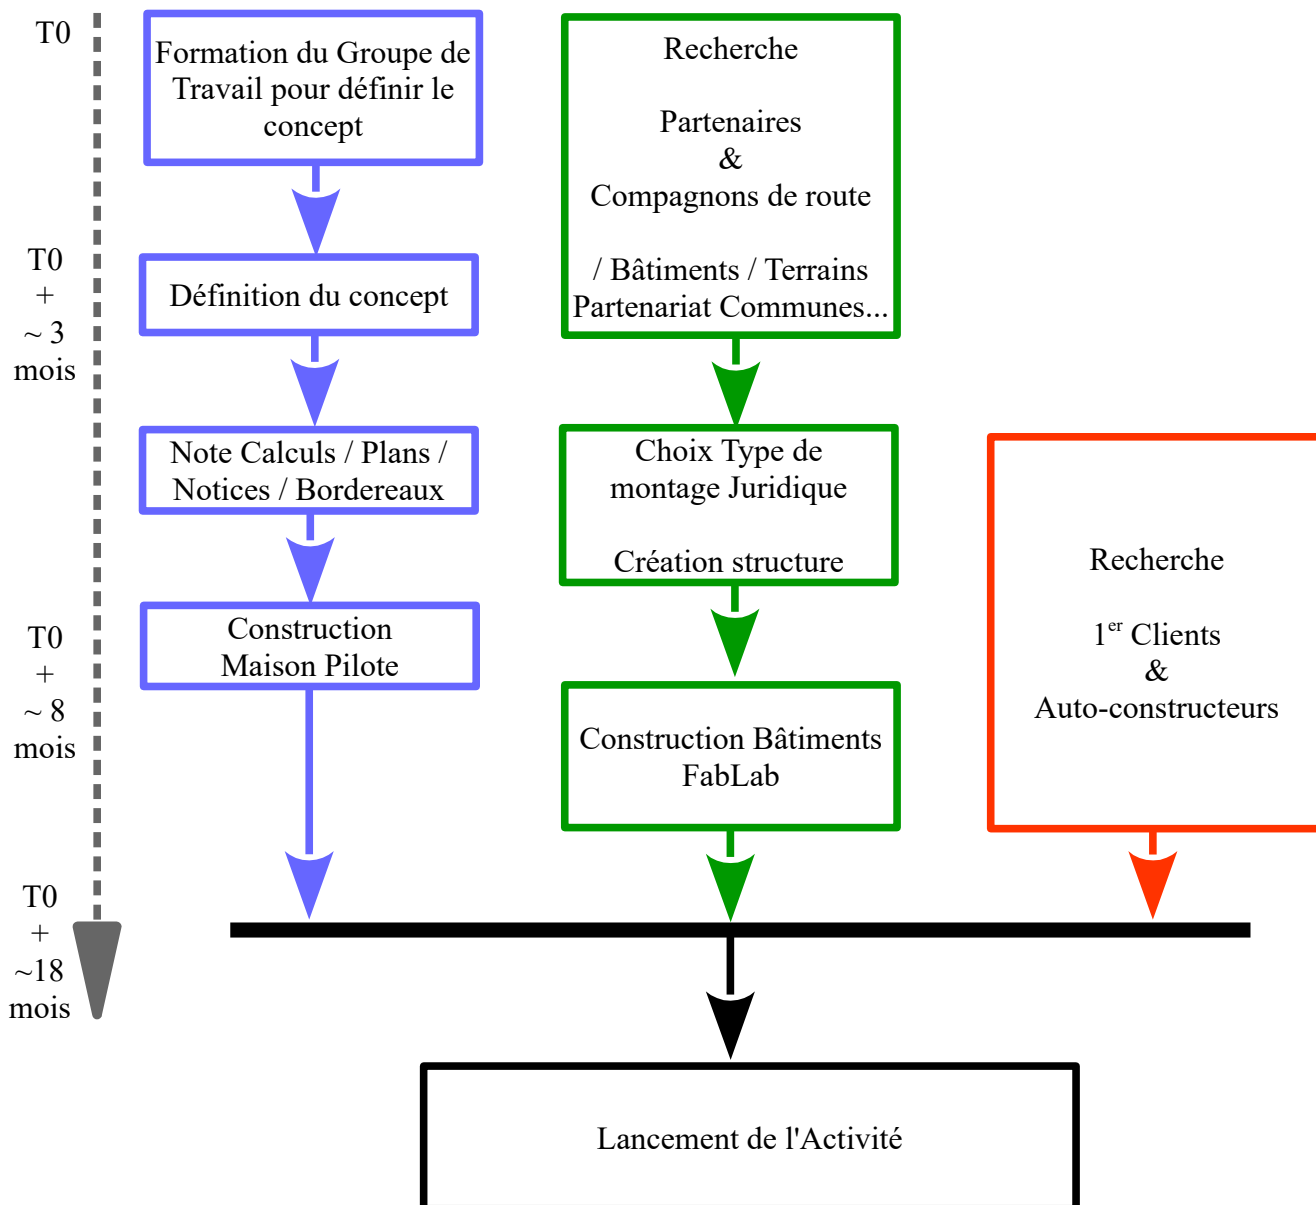 T0
T0
+
~ 3
mois
T0
+
~ 8
mois
T0
+
~18
mois
Formation du Groupe de
Travail pour définir le
concept
Définition du concept
Note Calculs / Plans /
Notices / Bordereaux
Construction
Maison Pilote
Recherche
Partenaires
&
Compagnons de route
/ Bâtiments / Terrains
Partenariat Communes...
Choix Type de
montage Juridique
Création structure
Construction Bâtiments
FabLab
Recherche
1er Clients
&
Auto-constructeurs
Lancement de l'Activité